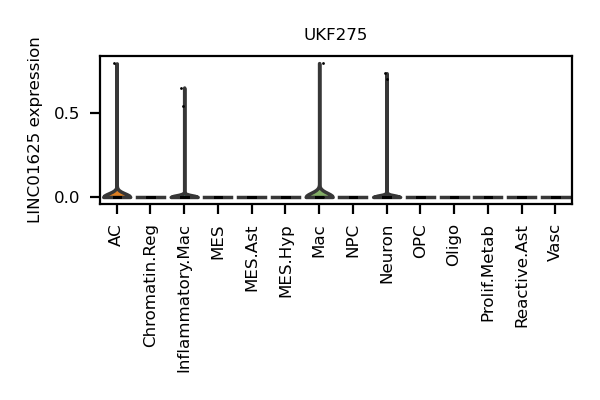 UKF275
LINC01625 expression
0.5
0.0
AC
Chromatin.Reg
Inflammatory.Mac
MES
MES.Ast
MES.Hyp
Mac
NPC
Neuron
OPC
Oligo
Prolif.Metab
Reactive.Ast
Vasc